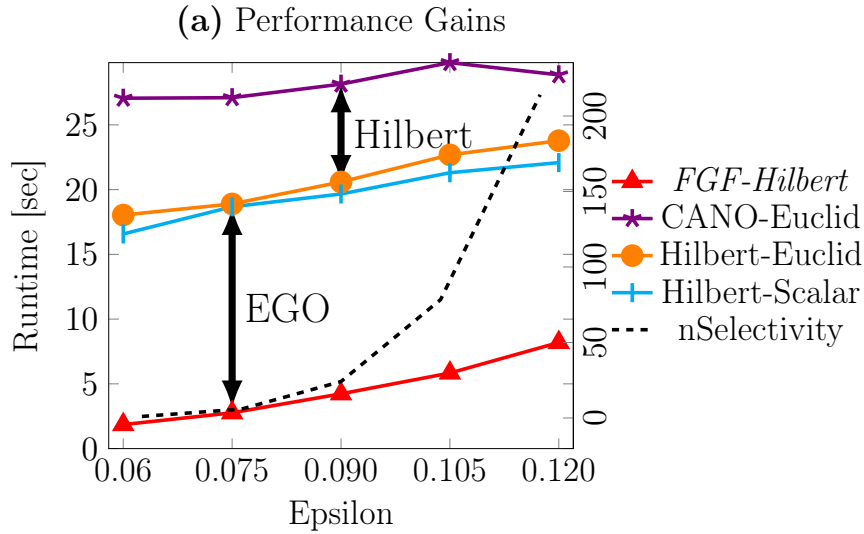 (a) Performance Gains
Runtime [sec]
25
20
15
10
5
0
200
150
100
50
0
Hilbert
EGO
0.06 0.075 0.090 0.105 0.120
Epsilon
FGF-Hilbert
CANO-Euclid
Hilbert-Euclid
Hilbert-Scalar
nSelectivity